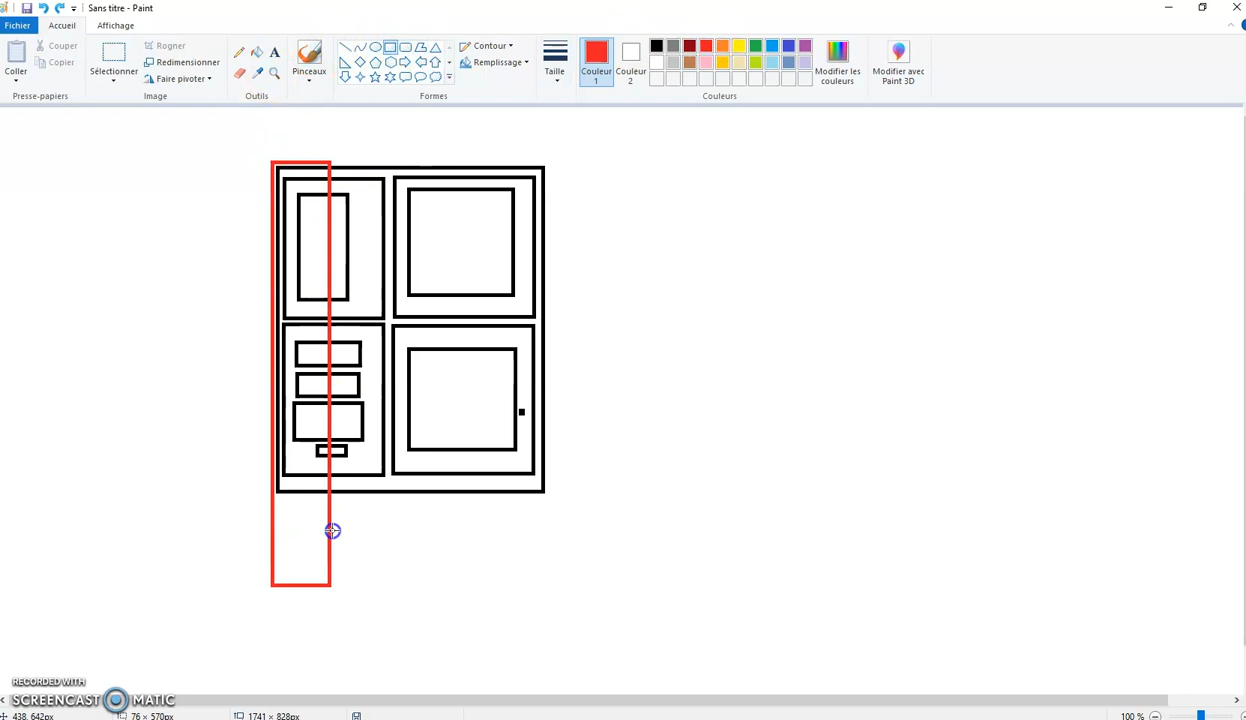 Sans titre - Paint
Fichier Accueil Affichage
Coller
Couper
Copier
Presse-papiers
Sélectionner
Rogner
Redimensionner
Faire pivoter
Image
A
Outils
Pinceaux
Contour
Remplissage
Formes
Taille
Couleur 1
Couleur 2
Couleurs
Modifier les couleurs
Modifier avec Paint 3D
RECORDED WITH
SCREENCAST MATIC
438, 642px 76 × 570px 1741 × 828px 100 %